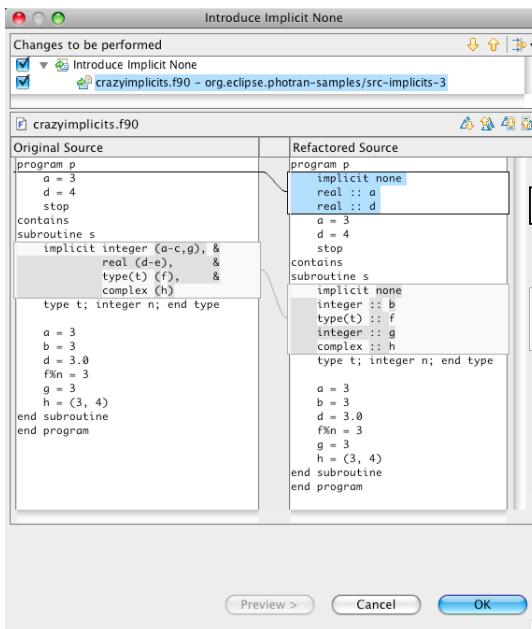 Introduce Implicit None
Changes to be performed
Introduce Implicit None
crazyimplicits.f90 – org.eclipse.photran-samples/src-implicits-3
crazyimplicits.f90
Original Source
program p
    a = 3
    d = 4
    stop
contains
subroutine s
    implicit integer (a-c,g), &
             real (d-e),      &
             type(t) (f),     &
             complex (h)
    type t; integer n; end type
    a = 3
    b = 3
    d = 3.0
    f%n = 3
    g = 3
    h = (3, 4)
end subroutine
end program
Refactored Source
program p
    implicit none
    real :: a
    real :: d
    a = 3
    d = 4
    stop
contains
subroutine s
    implicit none
    integer :: b
    type(t) :: f
    integer :: g
    complex :: h
    type t; integer n; end type
    a = 3
    b = 3
    d = 3.0
    f%n = 3
    g = 3
    h = (3, 4)
end subroutine
end program
Preview >
Cancel
OK